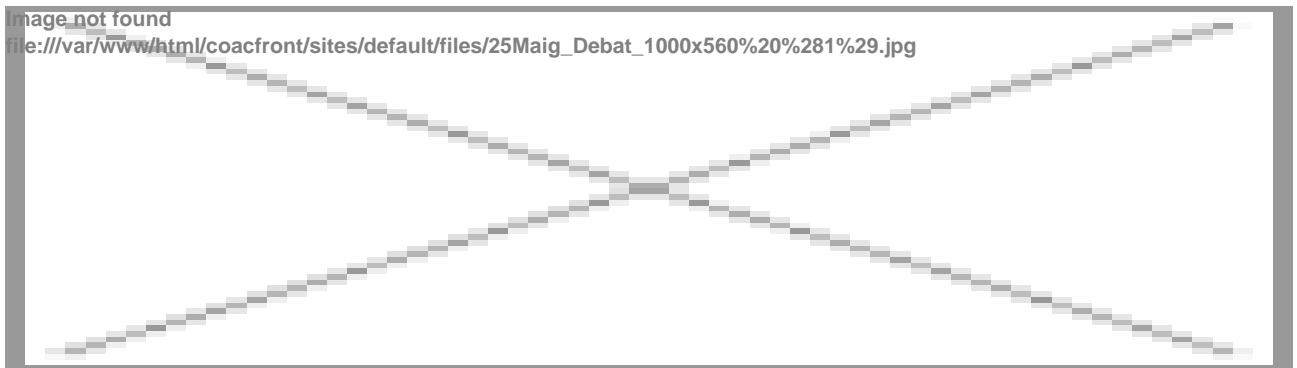 Image not found
file:///var/www/html/coacfront/sites/default/files/25Maig_Debat_1000x560%20%281%29.jpg